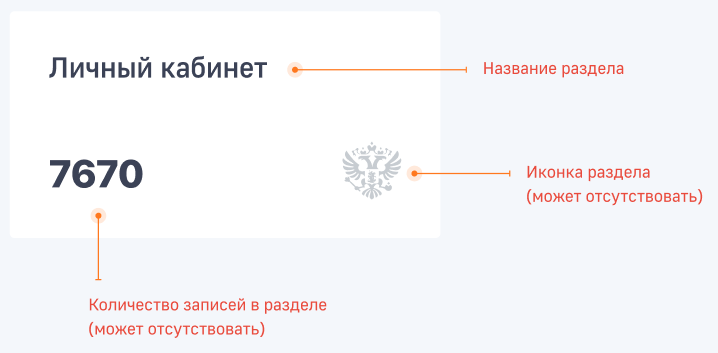 Личный кабинет
Название раздела
7670
Иконка раздела
(может отсутствовать)
Количество записей в разделе
(может отсутствовать)